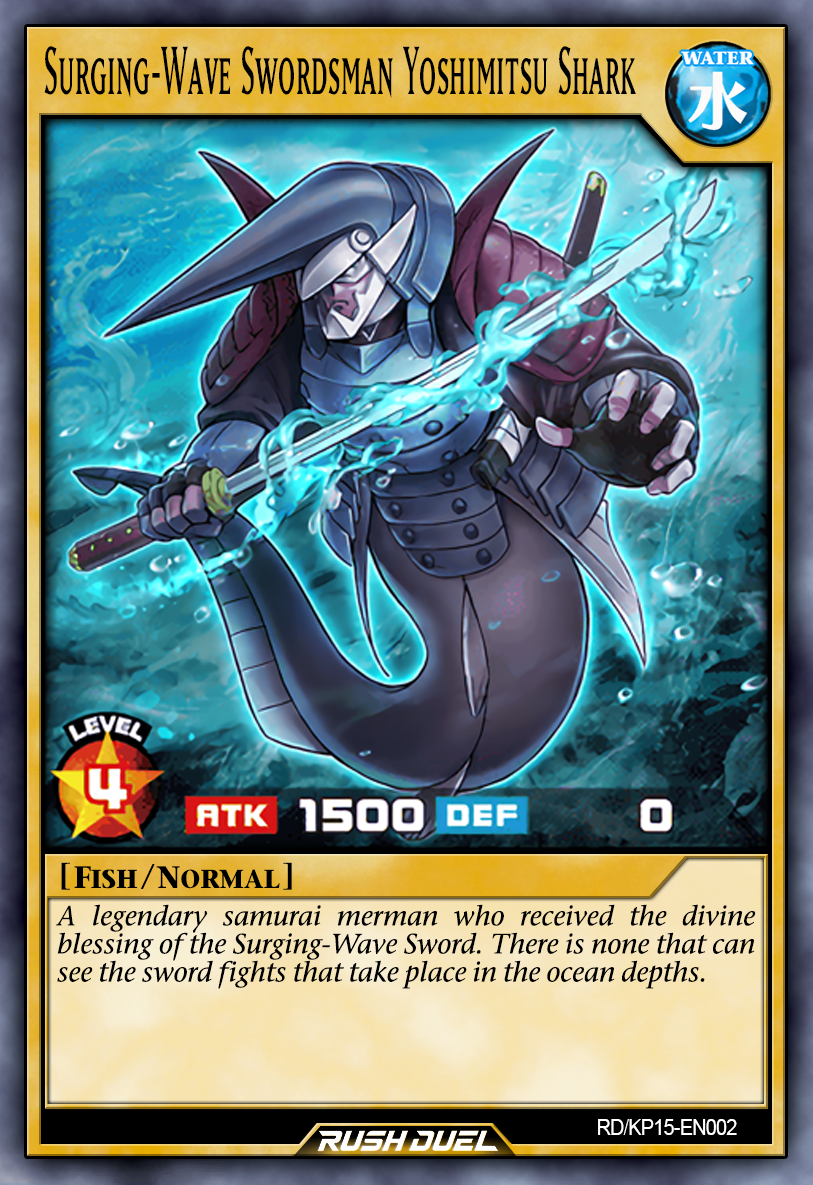 Surging-Wave Swordsman Yoshimitsu Shark
WATER
水
LEVEL
4
ATK 1500 DEF 0
[Fish/Normal]
A legendary samurai merman who received the divine
blessing of the Surging-Wave Sword. There is none that can
see the sword fights that take place in the ocean depths.
RD/KP15-EN002
RUSH DUEL